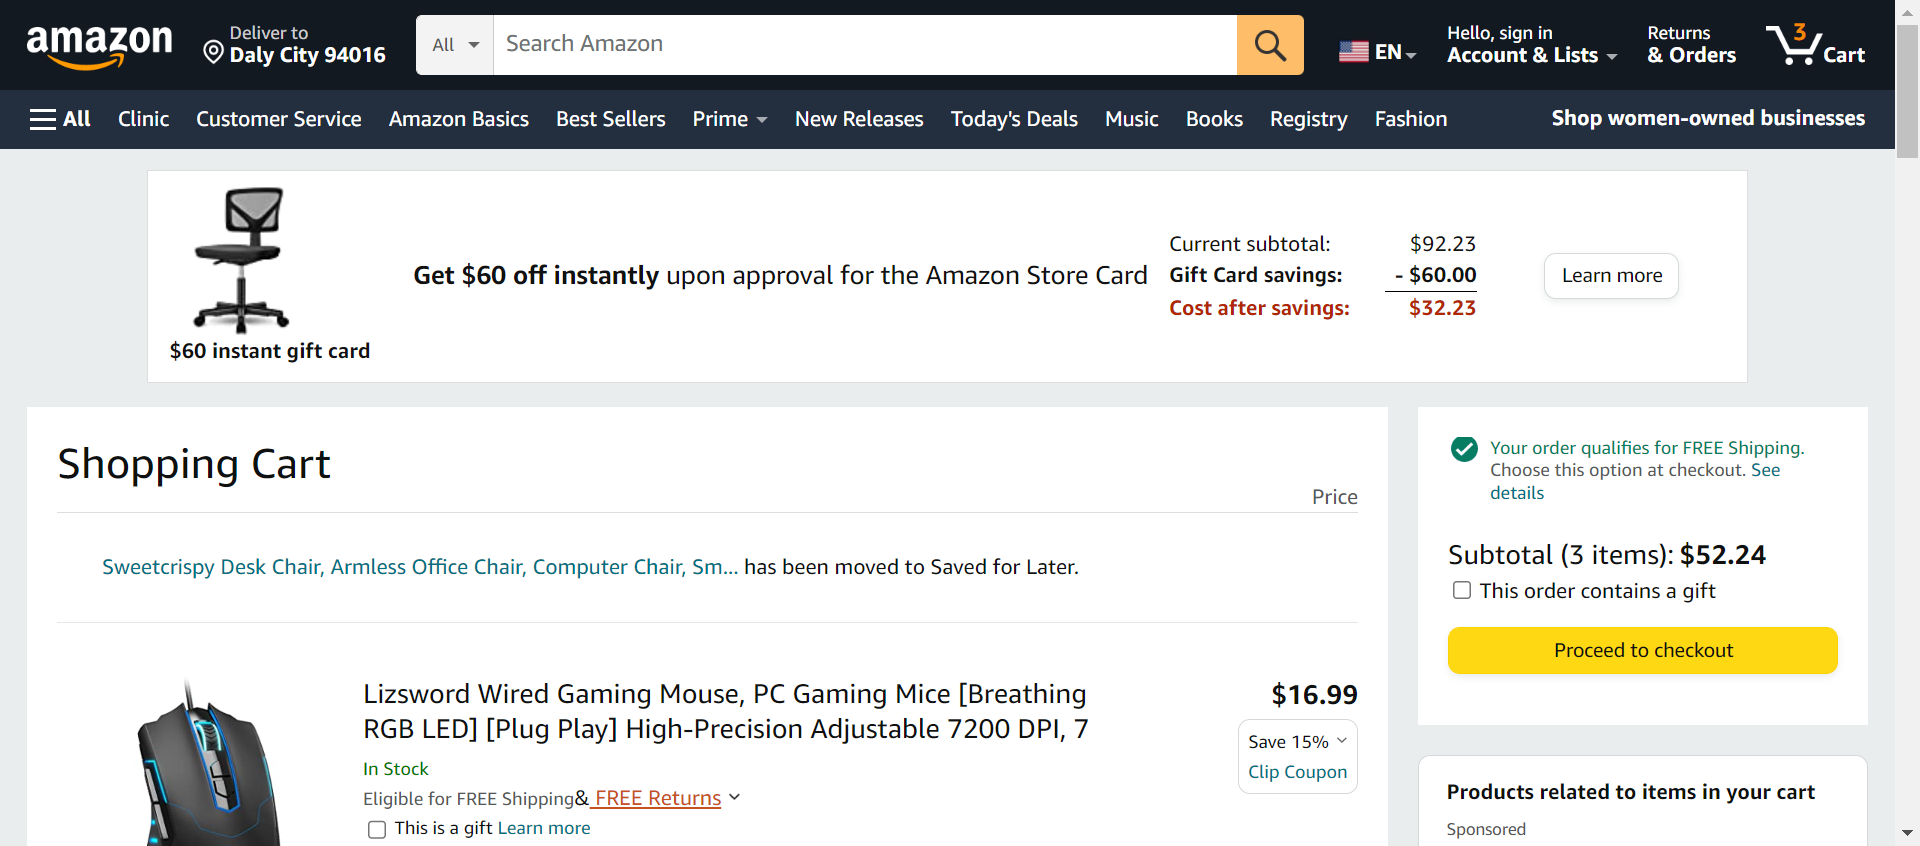 amazon
Deliver to
Daly City 94016
All
Search Amazon
EN
Hello, sign in
Account & Lists
Returns
& Orders
3
Cart
All
Clinic
Customer Service
Amazon Basics
Best Sellers
Prime
New Releases
Today's Deals
Music
Books
Registry
Fashion
Shop women-owned businesses
$60 instant gift card
Get $60 off instantly upon approval for the Amazon Store Card
Current subtotal: $92.23
Gift Card savings: - $60.00
Cost after savings: $32.23
Learn more
Shopping Cart
Price
Sweetcrispy Desk Chair, Armless Office Chair, Computer Chair, Sm... has been moved to Saved for Later.
Lizsword Wired Gaming Mouse, PC Gaming Mice [Breathing
RGB LED] [Plug Play] High-Precision Adjustable 7200 DPI, 7
$16.99
Save 15%
Clip Coupon
In Stock
Eligible for FREE Shipping& FREE Returns
This is a gift Learn more
Your order qualifies for FREE Shipping.
Choose this option at checkout. See
details
Subtotal (3 items): $52.24
This order contains a gift
Proceed to checkout
Products related to items in your cart
Sponsored